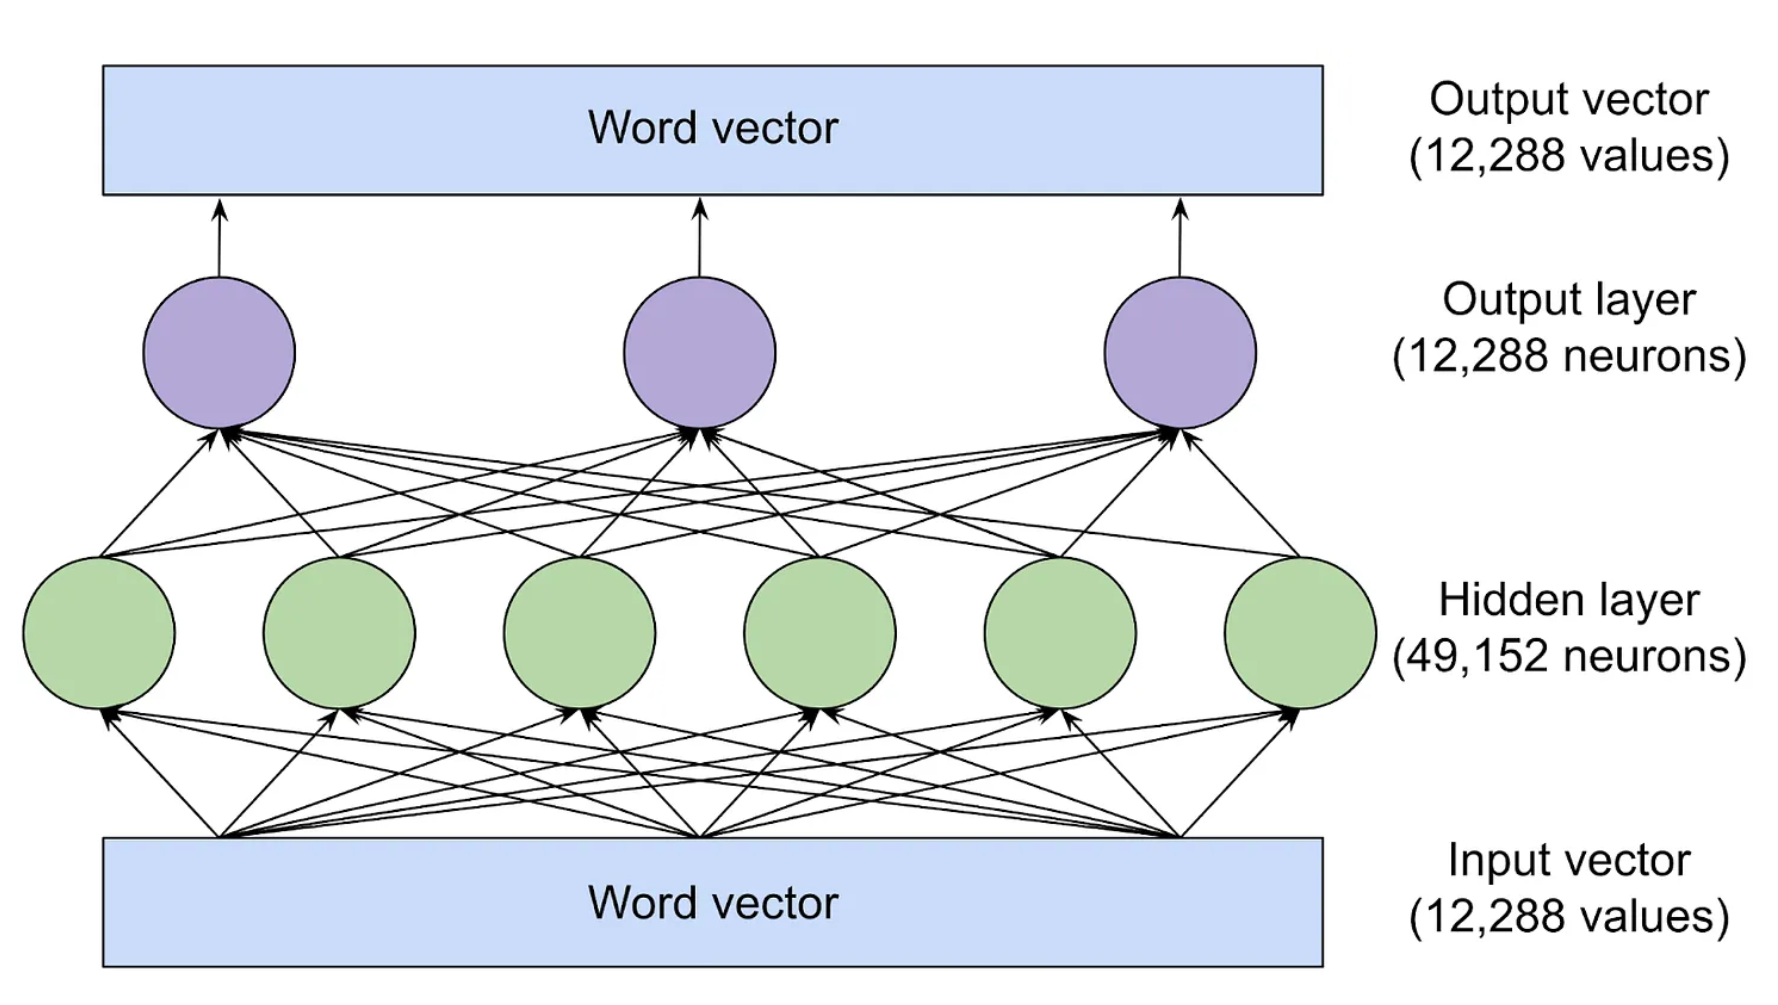 Word vector
Output vector
(12,288 values)
Output layer
(12,288 neurons)
Hidden layer
(49,152 neurons)
Word vector
Input vector
(12,288 values)